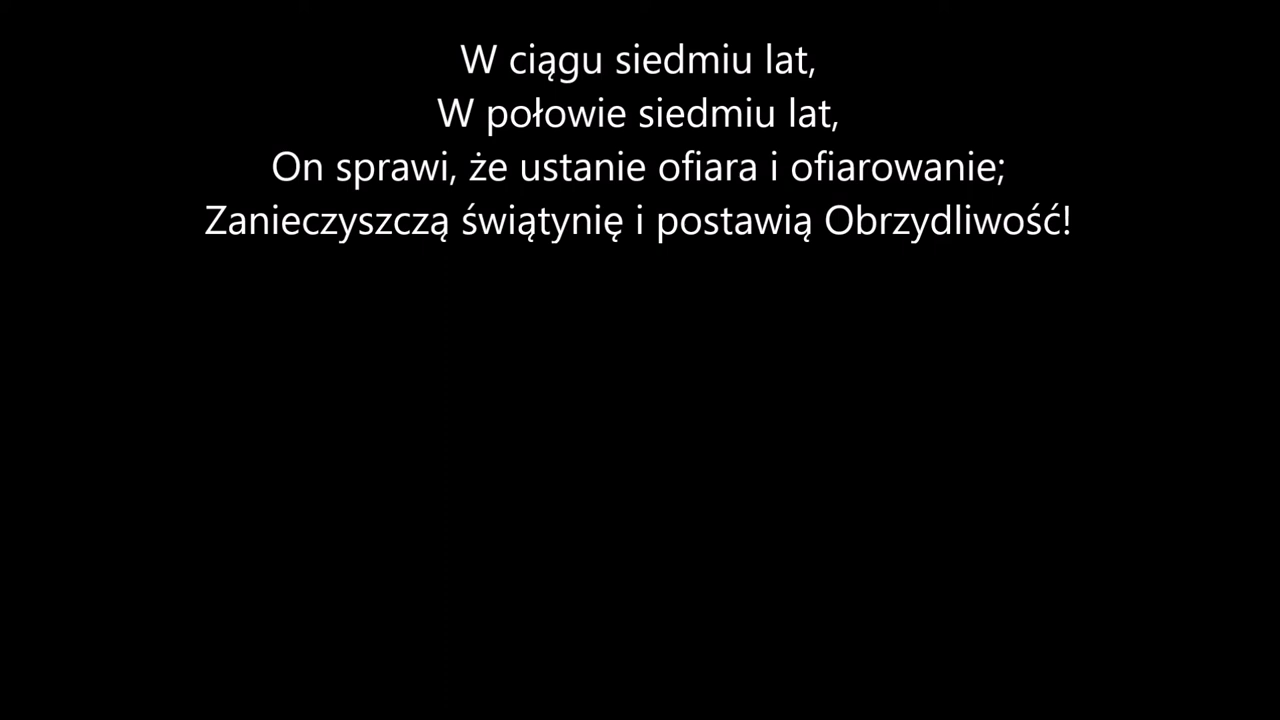 W ciągu siedmiu lat,
W połowie siedmiu lat,
On sprawi, że ustanie ofiara i ofiarowanie;
Zanieczyszczą świątynię i postawią Obrzydliwość!